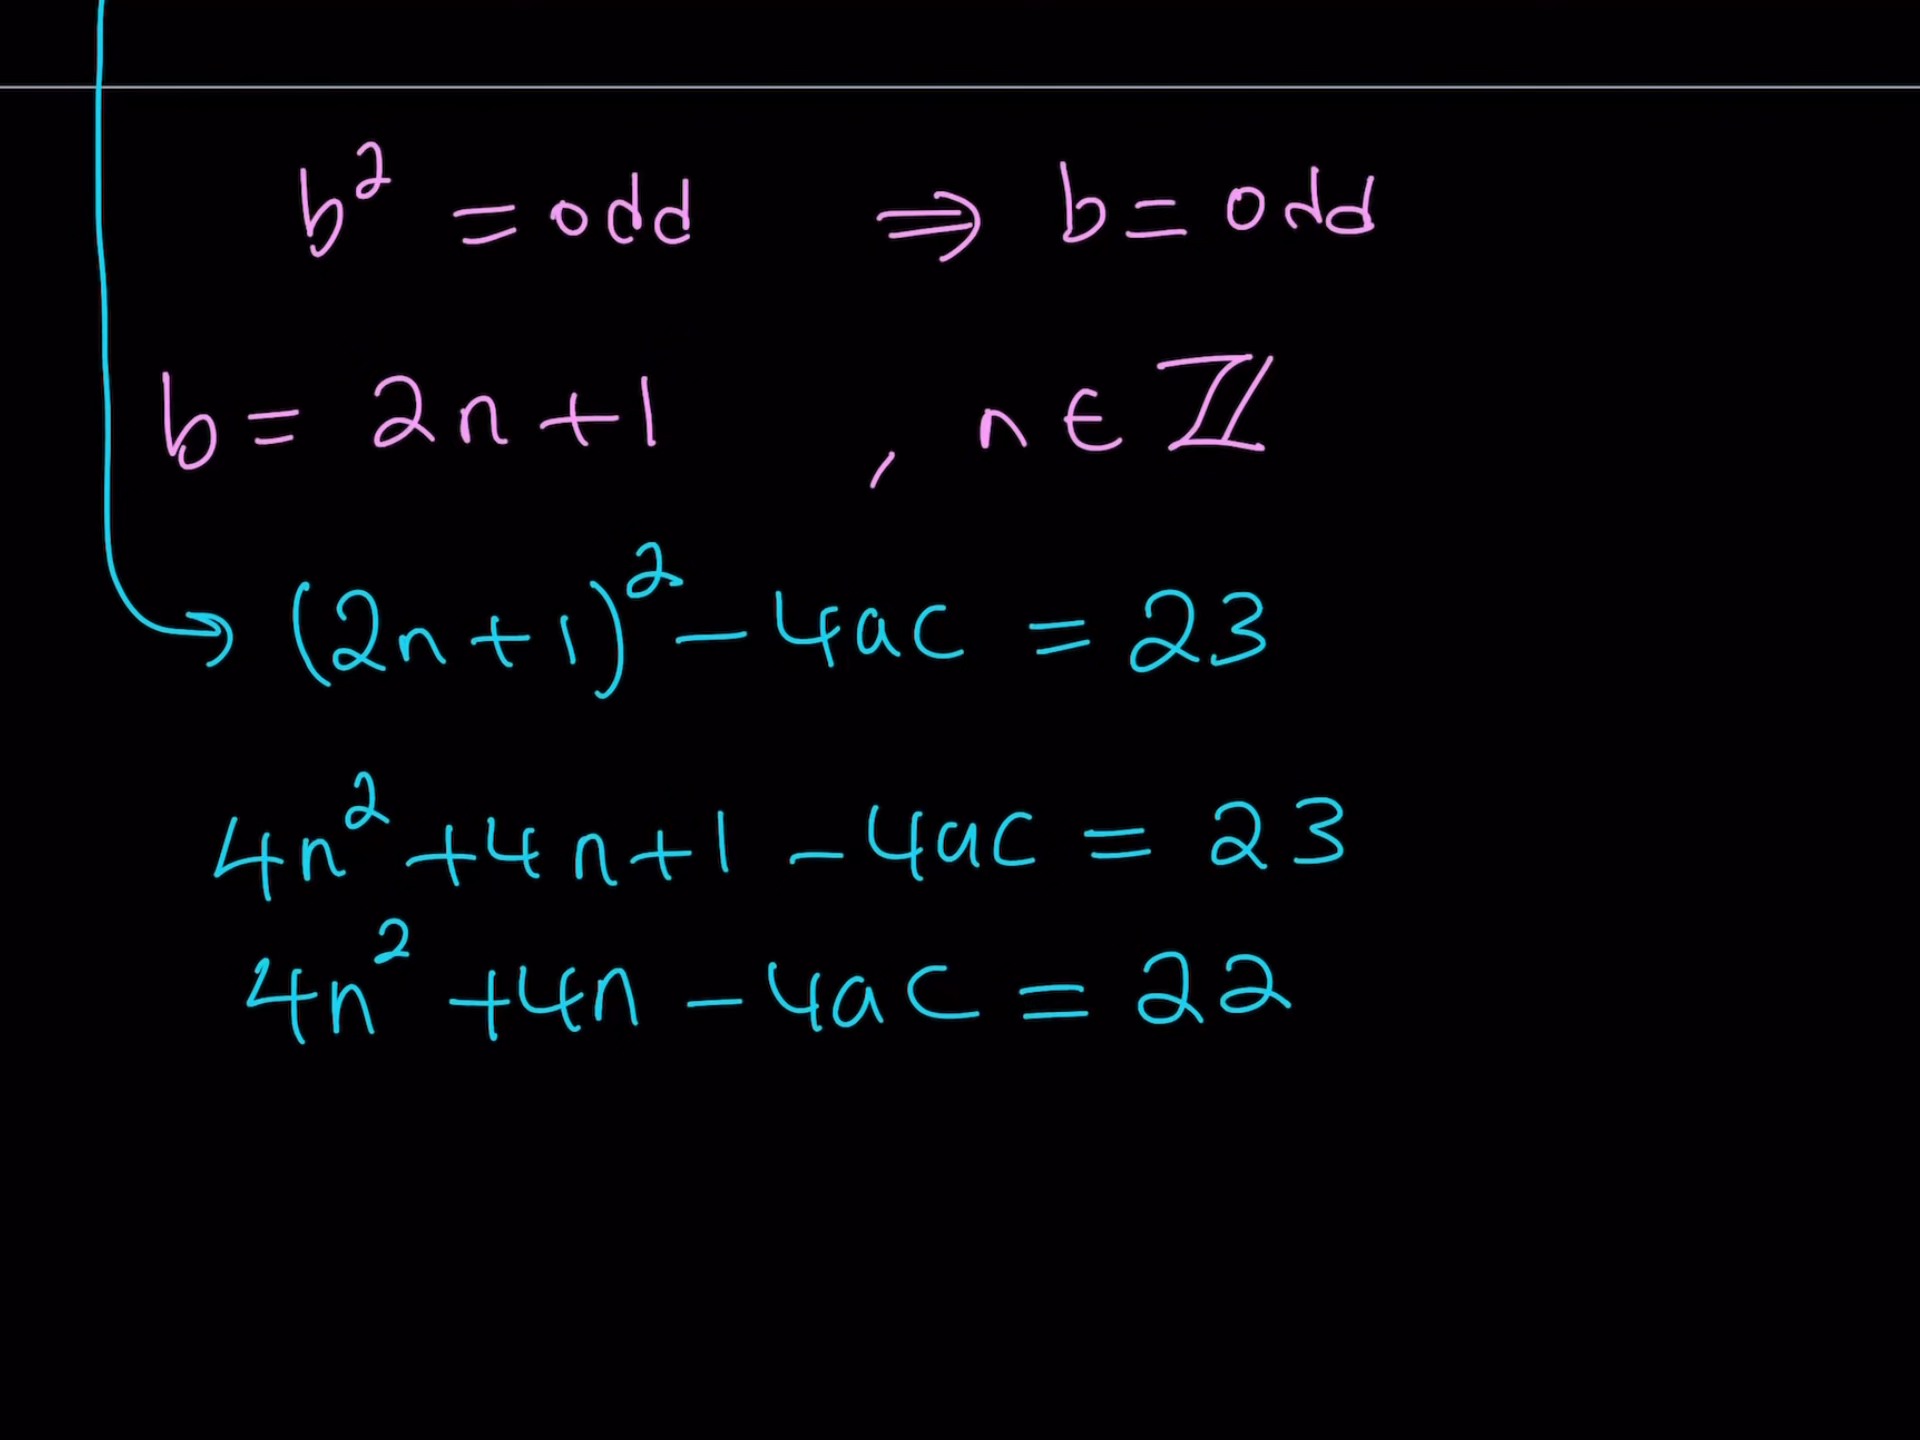 b² = odd ⇒ b = odd
b = 2n + 1 , n ∈ ℤ
(2n + 1)² − 4ac = 23
4n² + 4n + 1 − 4ac = 23
4n² + 4n − 4ac = 22